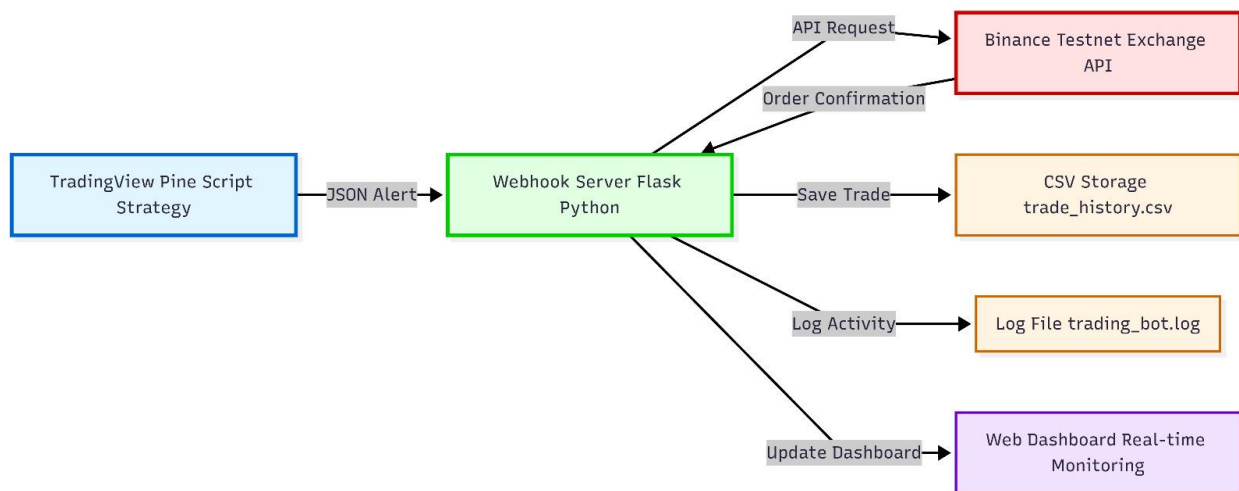 API Request
Binance Testnet Exchange
API
Order Confirmation
TradingView Pine Script
Strategy
JSON Alert
Webhook Server Flask
Python
Save Trade
CSV Storage
trade_history.csv
Log Activity
Log File trading_bot.log
Update Dashboard
Web Dashboard Real-time
Monitoring